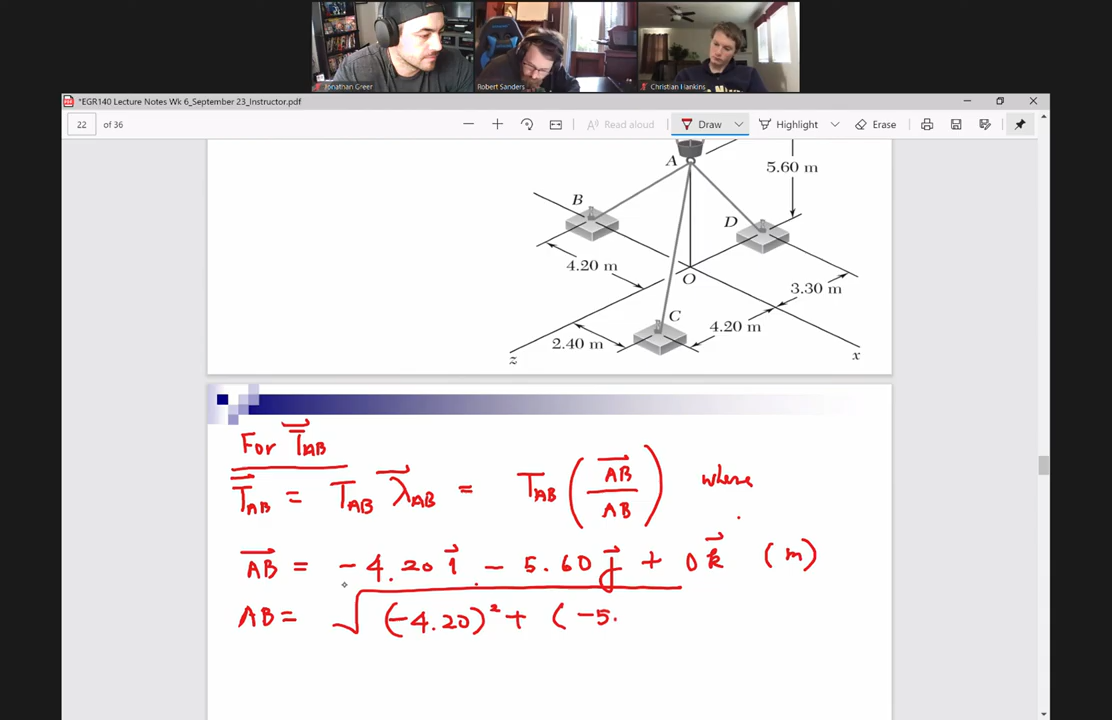 Jonathan Greer
Robert Sanders
Christian Hankins
*EGR140 Lecture Notes Wk 6_September 23_Instructor.pdf
22 of 36
Read aloud
Draw
Highlight
Erase
A
5.60 m
B
D
4.20 m
O
3.30 m
C
4.20 m
2.40 m
z
x
For T⃗AB
T⃗AB = TAB λ⃗AB = TAB (AB⃗ / AB) where
AB⃗ = -4.20 i⃗ - 5.60 j⃗ + 0 k⃗ (m)
AB = √((-4.20)² + (-5.